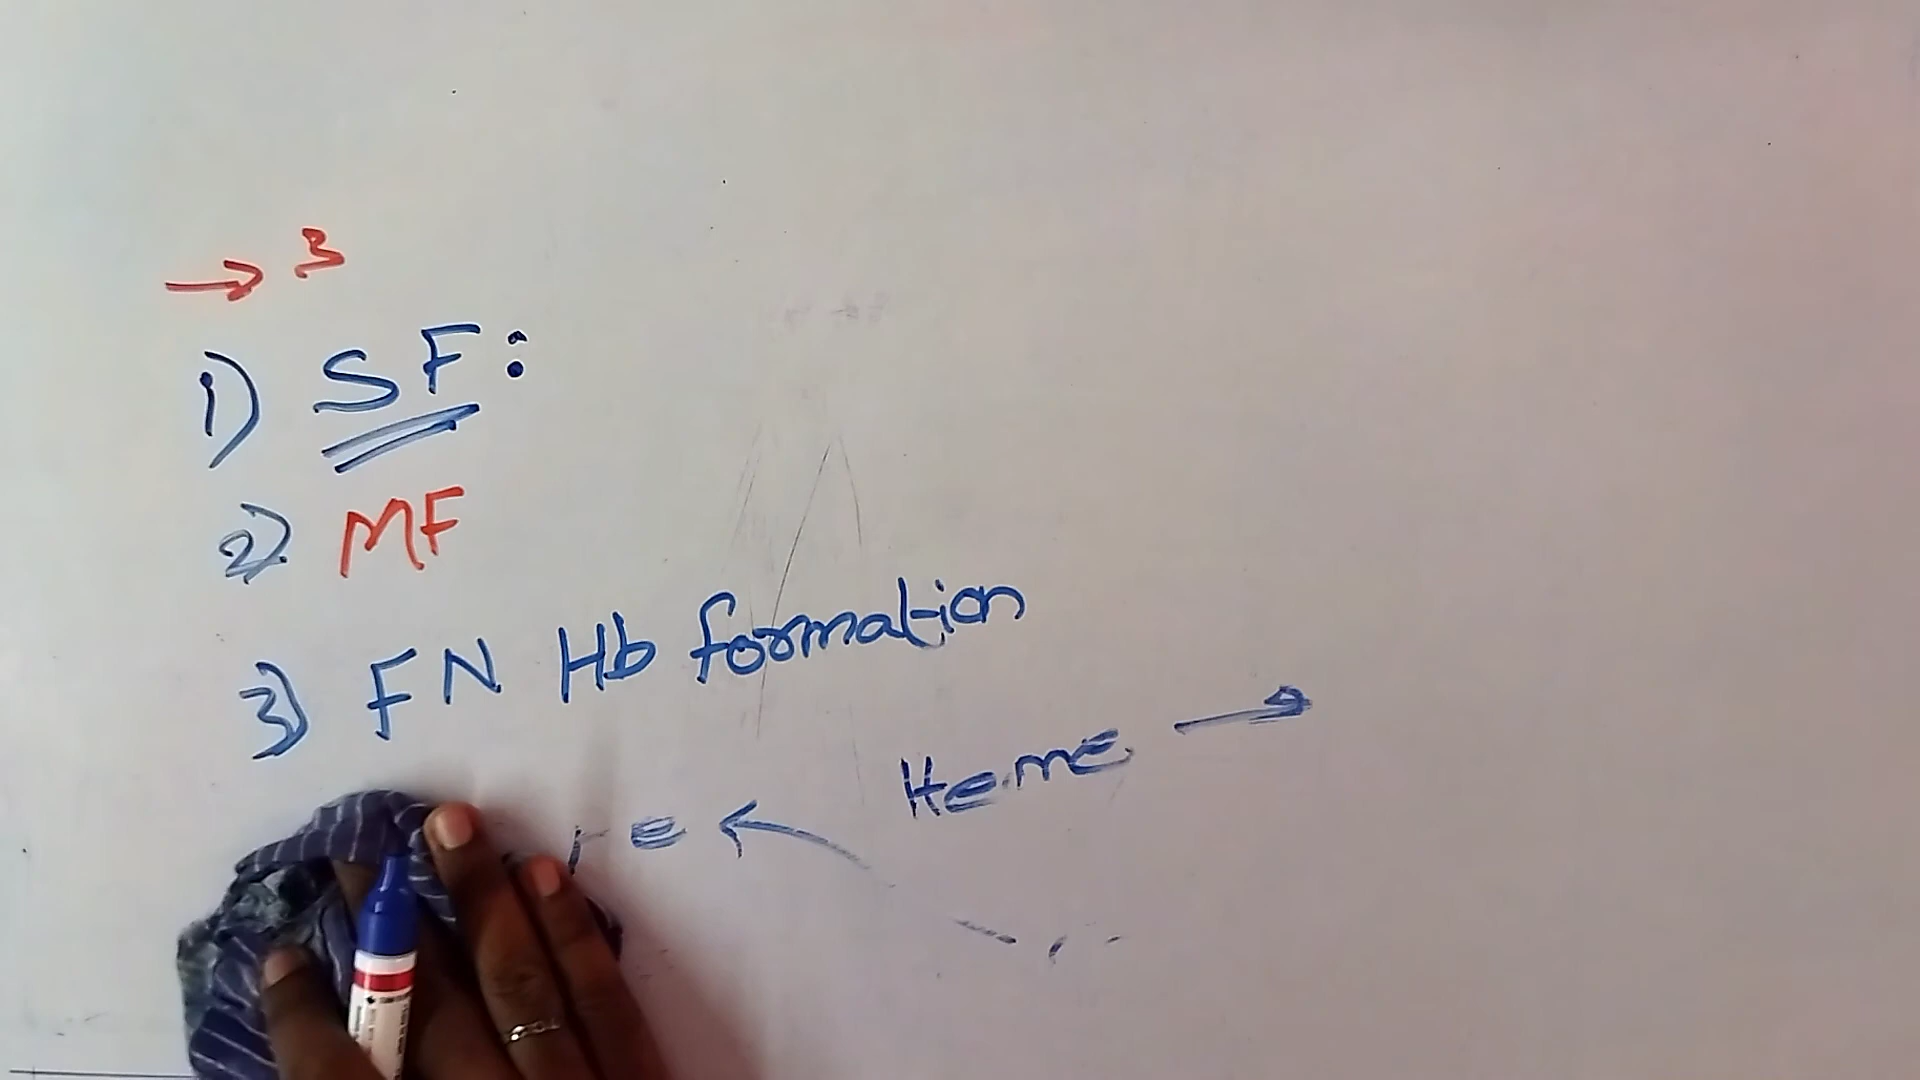 → 3
1) SF:
2) MF
3) FN Hb formation
Heme →
←